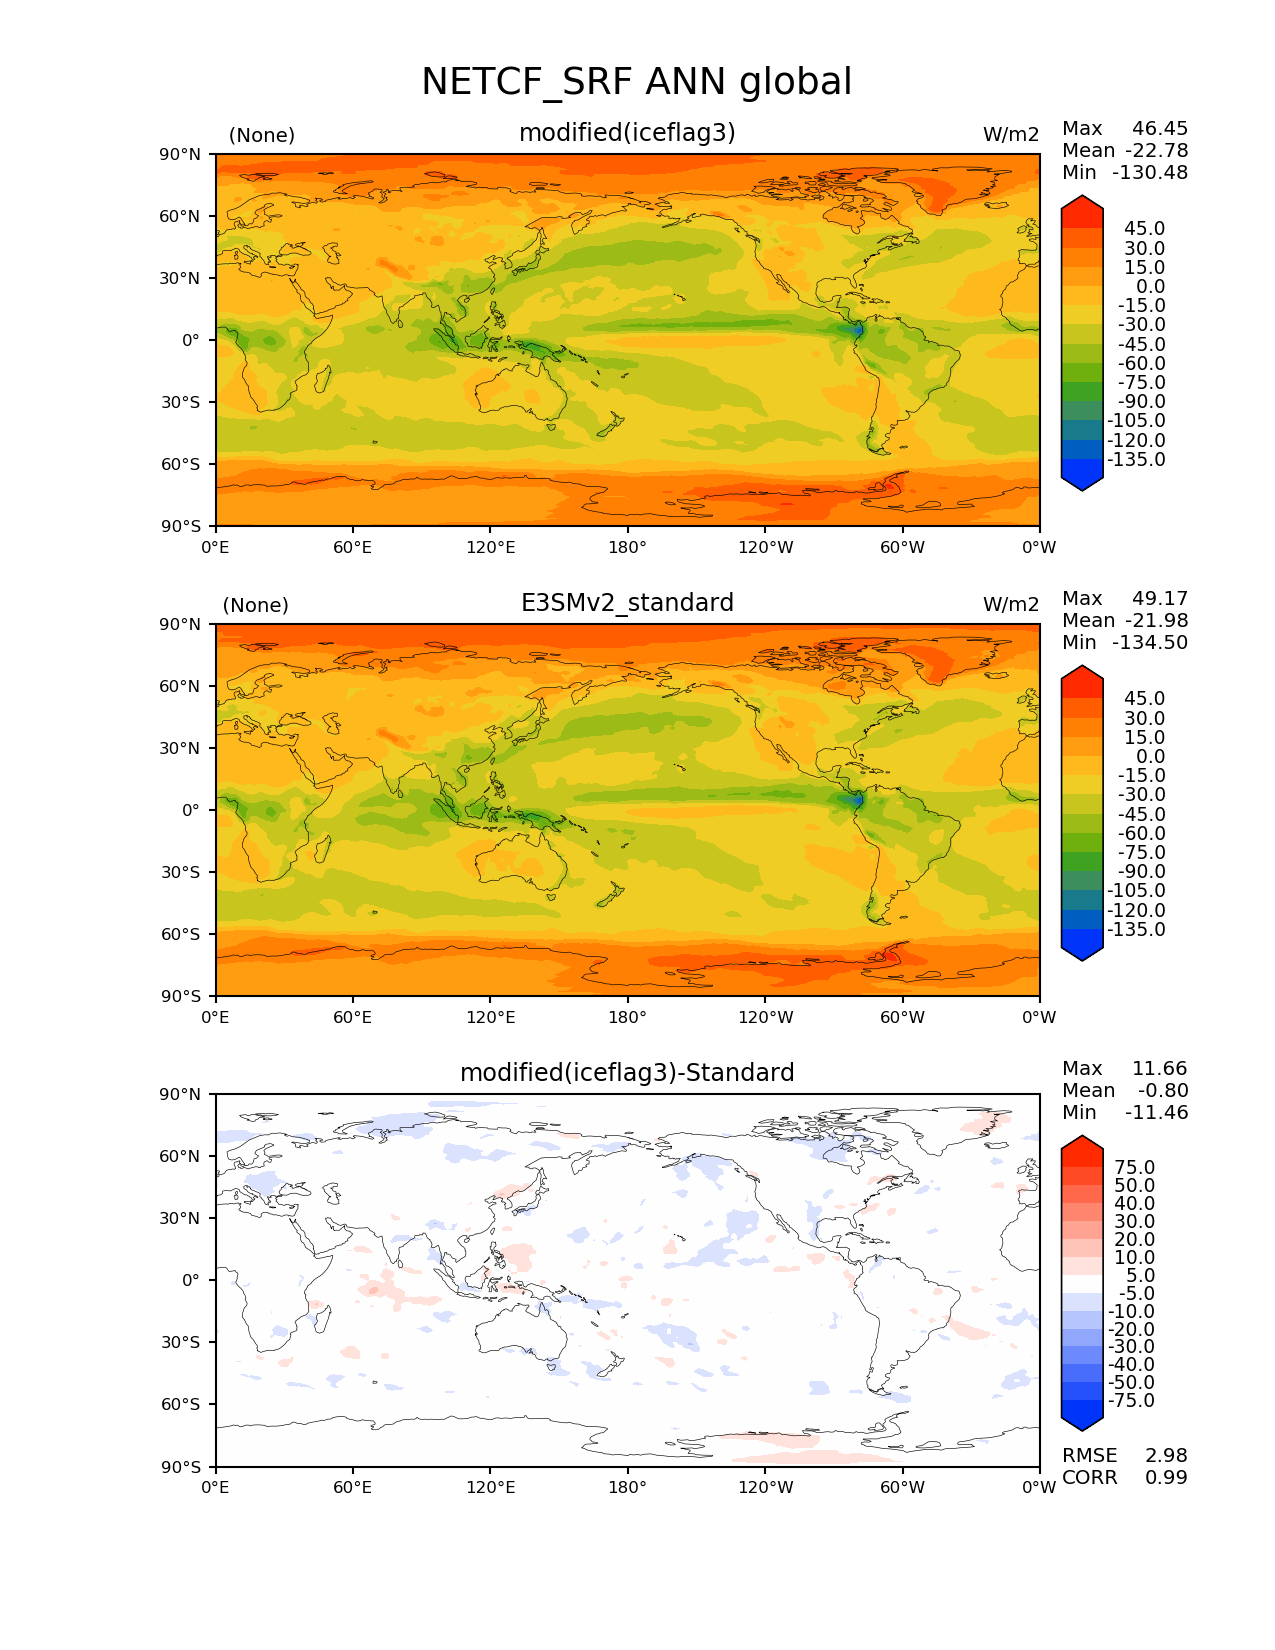 NETCF_SRF ANN global
(None) modified(iceflag3) W/m2
Max 46.45
Mean -22.78
Min -130.48
90°N
60°N
30°N
0°
30°S
60°S
90°S
0°E 60°E 120°E 180° 120°W 60°W 0°W
45.0
30.0
15.0
0.0
-15.0
-30.0
-45.0
-60.0
-75.0
-90.0
-105.0
-120.0
-135.0
(None) E3SMv2_standard W/m2
Max 49.17
Mean -21.98
Min -134.50
90°N
60°N
30°N
0°
30°S
60°S
90°S
0°E 60°E 120°E 180° 120°W 60°W 0°W
45.0
30.0
15.0
0.0
-15.0
-30.0
-45.0
-60.0
-75.0
-90.0
-105.0
-120.0
-135.0
modified(iceflag3)-Standard
Max 11.66
Mean -0.80
Min -11.46
90°N
60°N
30°N
0°
30°S
60°S
90°S
0°E 60°E 120°E 180° 120°W 60°W 0°W
75.0
50.0
40.0
30.0
20.0
10.0
5.0
-5.0
-10.0
-20.0
-30.0
-40.0
-50.0
-75.0
RMSE 2.98
CORR 0.99